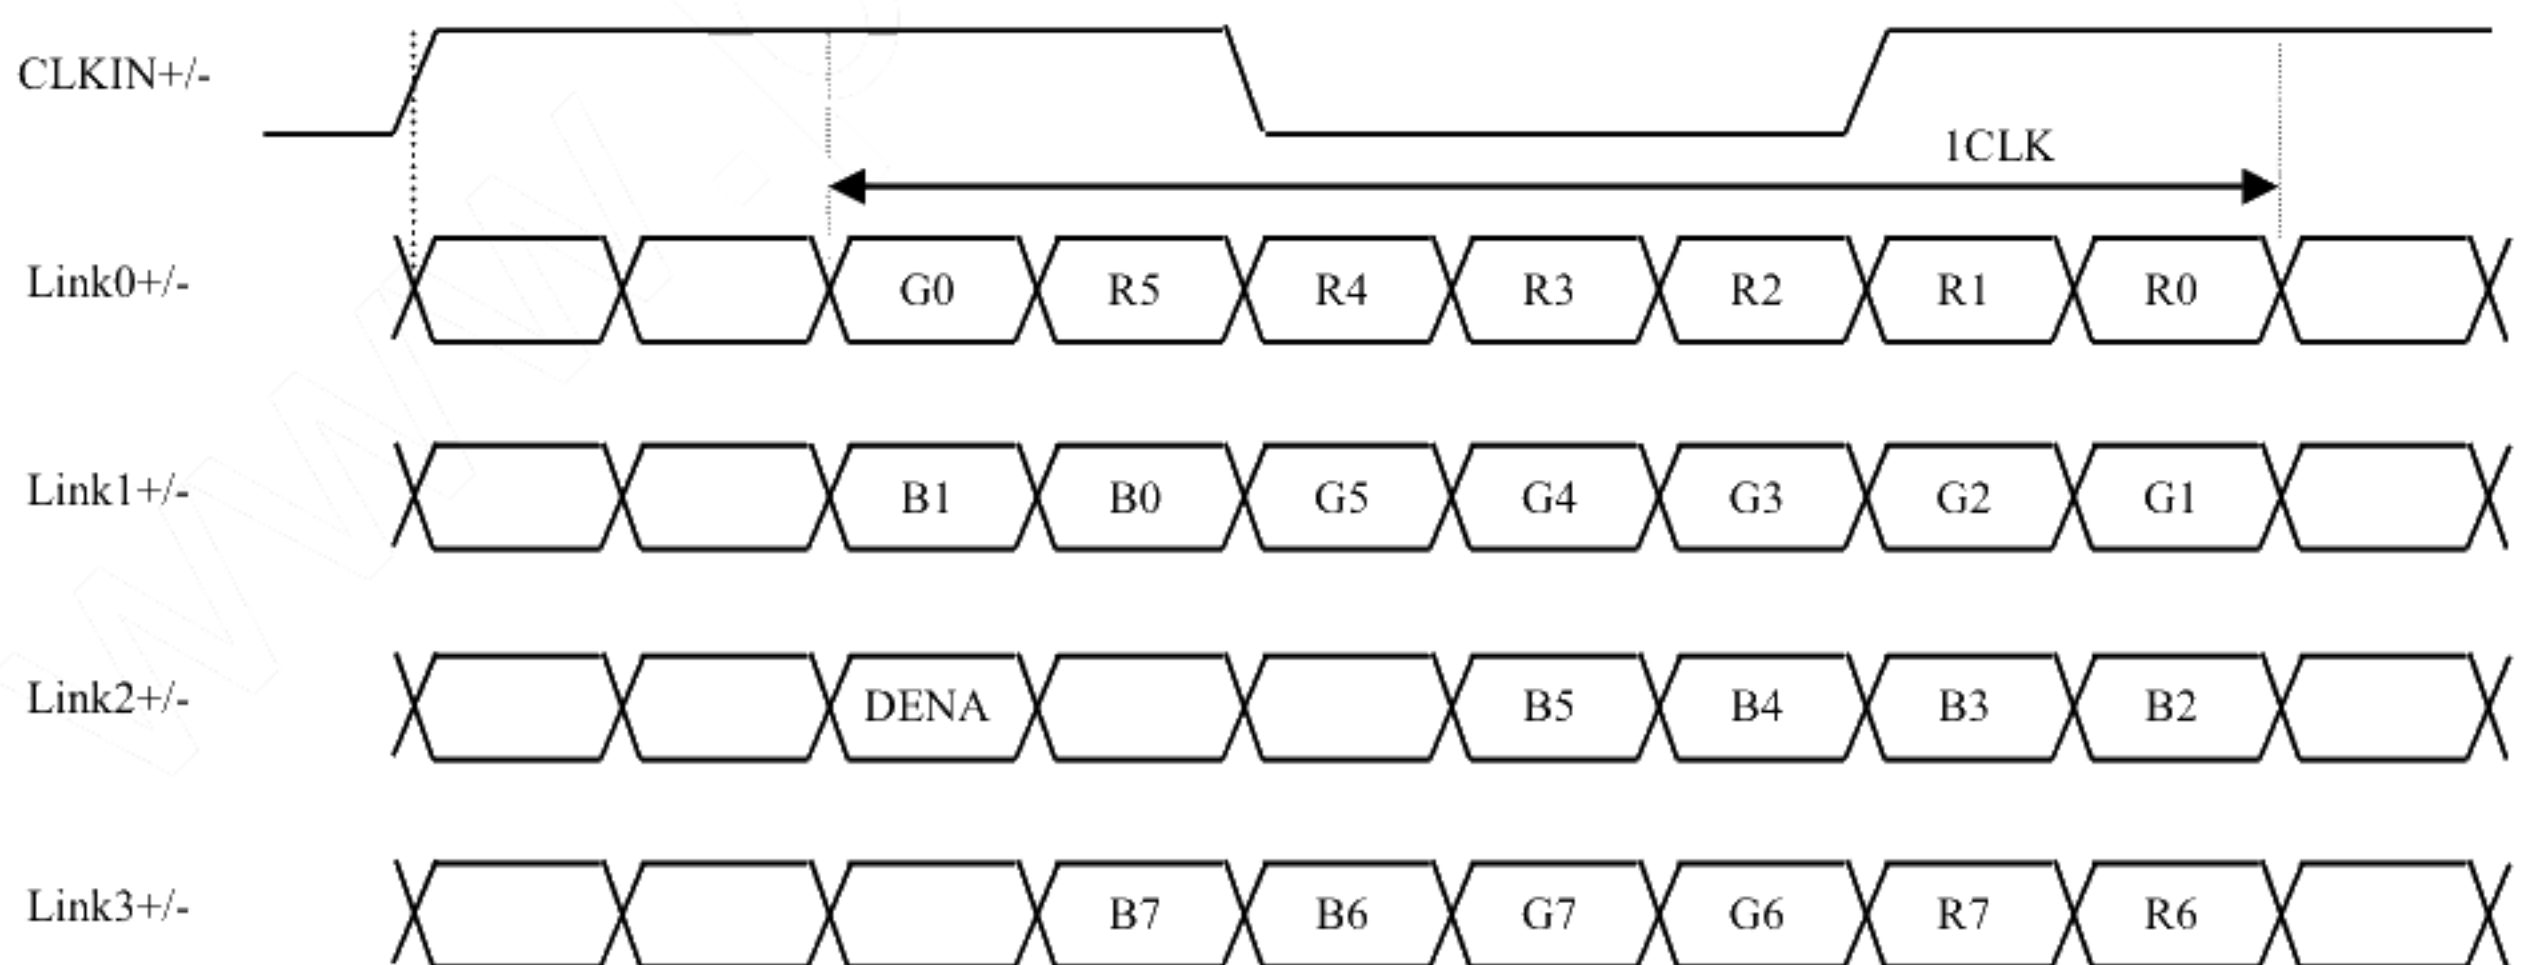 CLKIN+/-
1CLK
Link0+/- G0 R5 R4 R3 R2 R1 R0
Link1+/- B1 B0 G5 G4 G3 G2 G1
Link2+/- DENA B5 B4 B3 B2
Link3+/- B7 B6 G7 G6 R7 R6